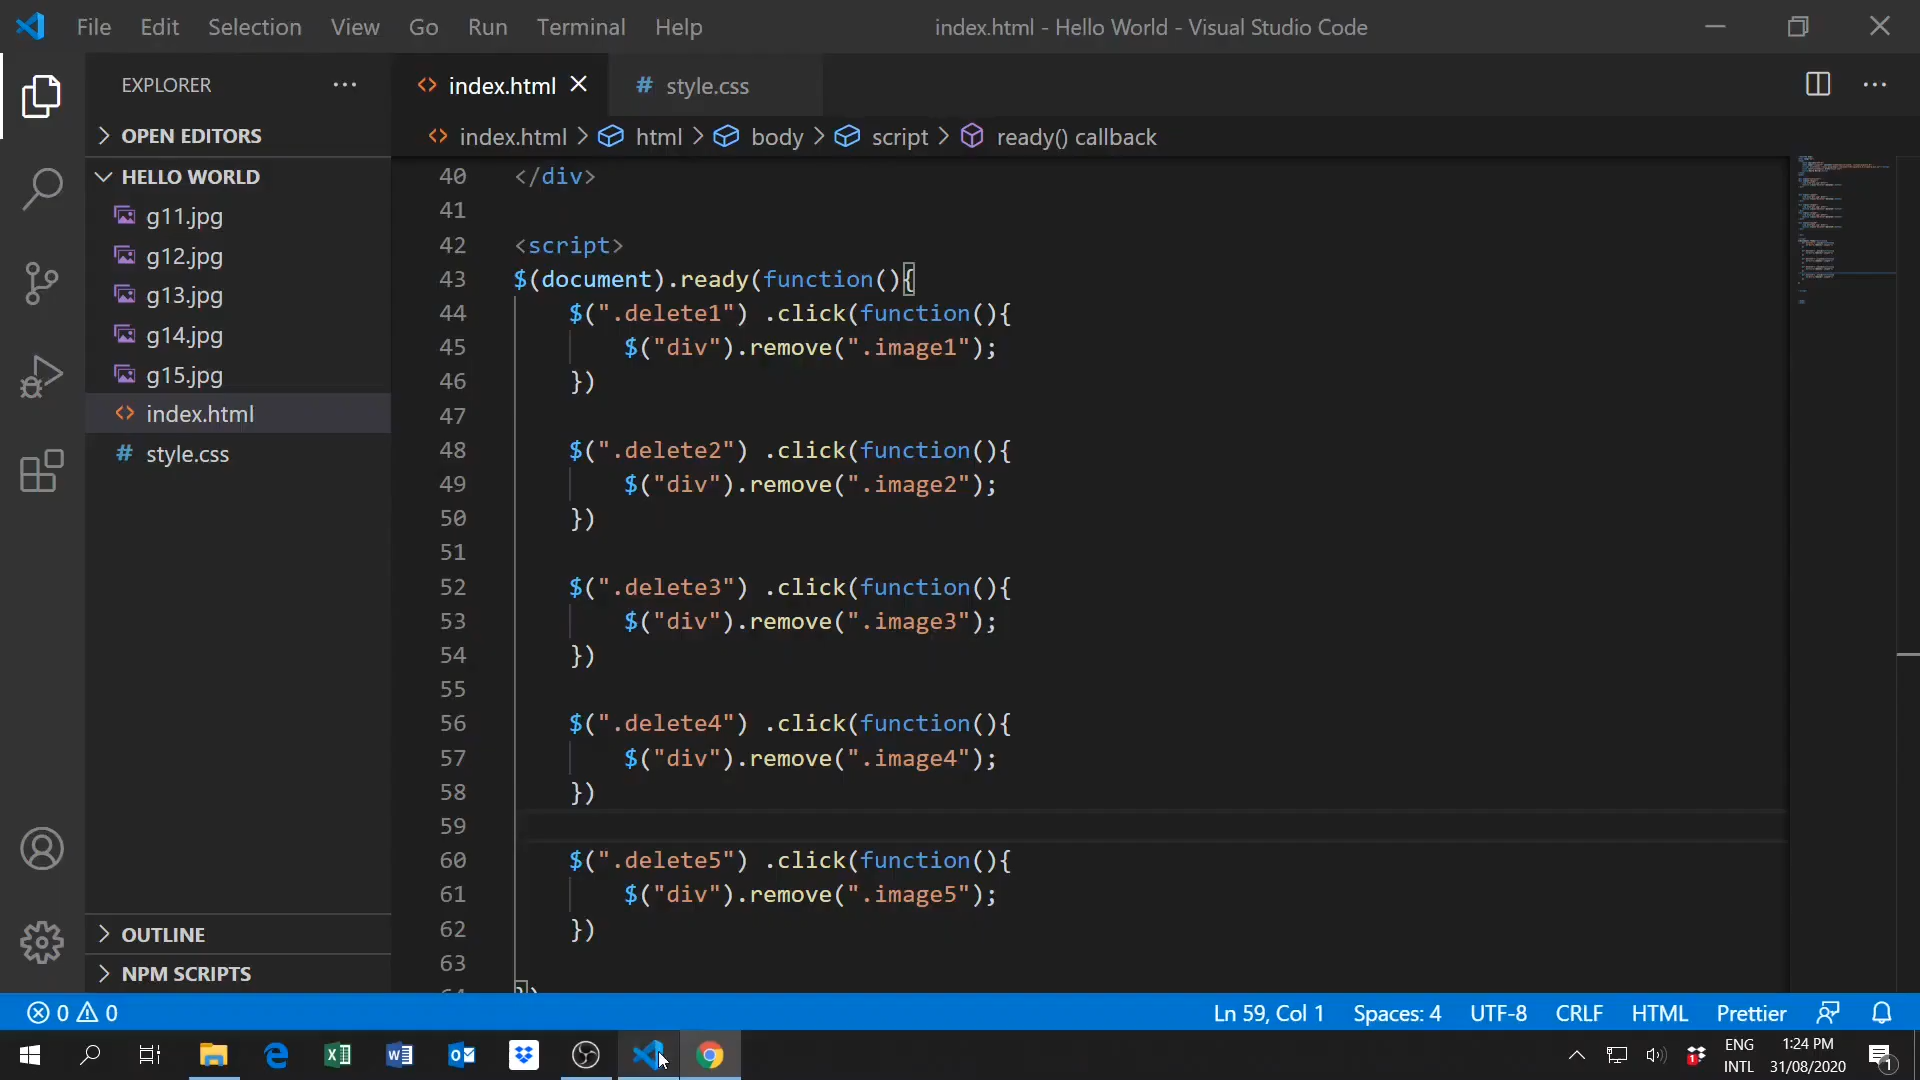 File Edit Selection View Go Run Terminal Help
index.html - Hello World - Visual Studio Code
EXPLORER
index.html
# style.css
OPEN EDITORS
index.html > html > body > script > ready() callback
HELLO WORLD
g11.jpg
g12.jpg
g13.jpg
g14.jpg
g15.jpg
index.html
# style.css
OUTLINE
NPM SCRIPTS
40 </div>
41
42 <script>
43 $(document).ready(function(){
44 $(".delete1") .click(function(){
45 $("div").remove(".image1");
46 })
47
48 $(".delete2") .click(function(){
49 $("div").remove(".image2");
50 })
51
52 $(".delete3") .click(function(){
53 $("div").remove(".image3");
54 })
55
56 $(".delete4") .click(function(){
57 $("div").remove(".image4");
58 })
59
60 $(".delete5") .click(function(){
61 $("div").remove(".image5");
62 })
63
0 0
Ln 59, Col 1 Spaces: 4 UTF-8 CRLF HTML Prettier
ENG
INTL
1:24 PM
31/08/2020
1